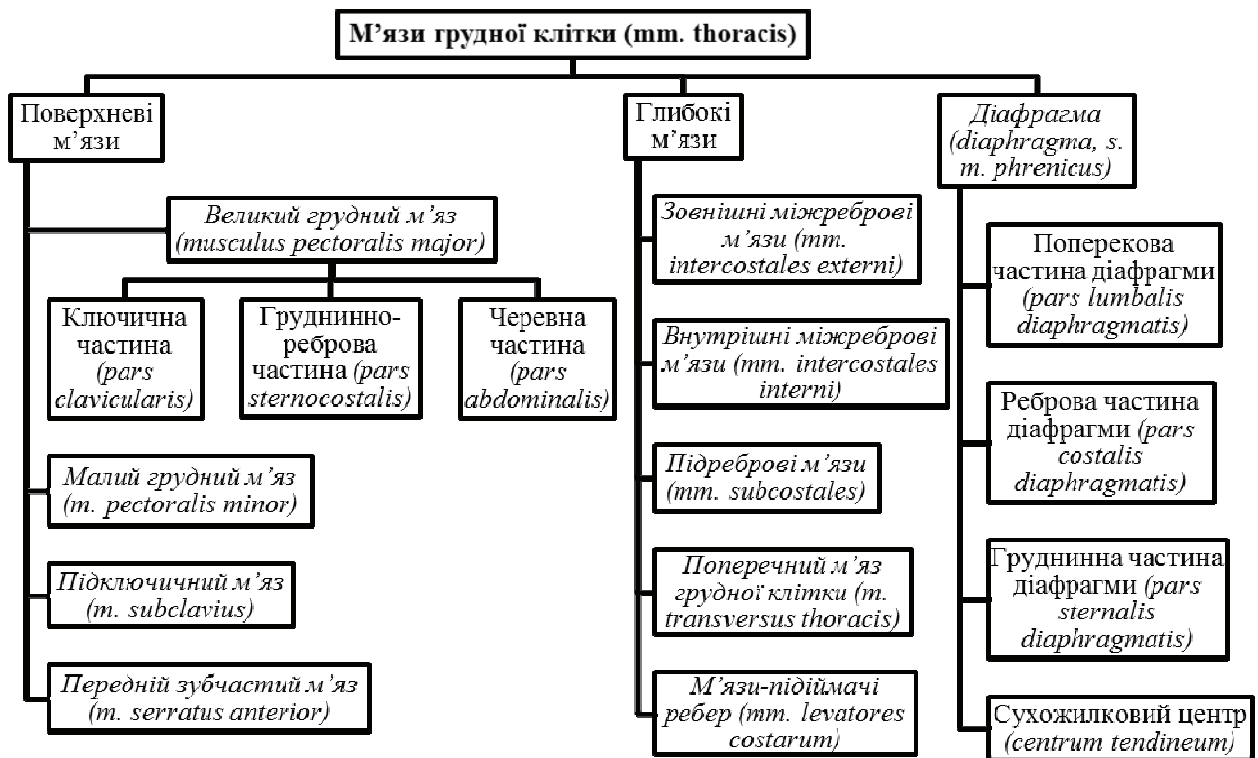 М’язи грудної клітки (mm. thoracis)
Поверхневі
м’язи
Великий грудний м’яз
(musculus pectoralis major)
Ключична
частина
(pars
clavicularis)
Груднинно-
реброва
частина (pars
sternocostalis)
Черевна
частина
(pars
abdominalis)
Малий грудний м’яз
(m. pectoralis minor)
Підключичний м’яз
(m. subclavius)
Передній зубчастий м’яз
(m. serratus anterior)
Глибокі
м’язи
Зовнішні міжреброві
м’язи (mm.
intercostales externi)
Внутрішні міжреброві
м’язи (mm. intercostales
interni)
Підреброві м’язи
(mm. subcostales)
Поперечний м’яз
грудної клітки (m.
transversus thoracis)
М’язи-підіймачі
ребер (mm. levatores
costarum)
Діафрагма
(diaphragma, s.
m. phrenicus)
Поперекова
частина діафрагми
(pars lumbalis
diaphragmatis)
Реброва частина
діафрагми (pars
costalis
diaphragmatis)
Груднинна частина
діафрагми (pars
sternalis
diaphragmatis)
Сухожилковий центр
(centrum tendineum)